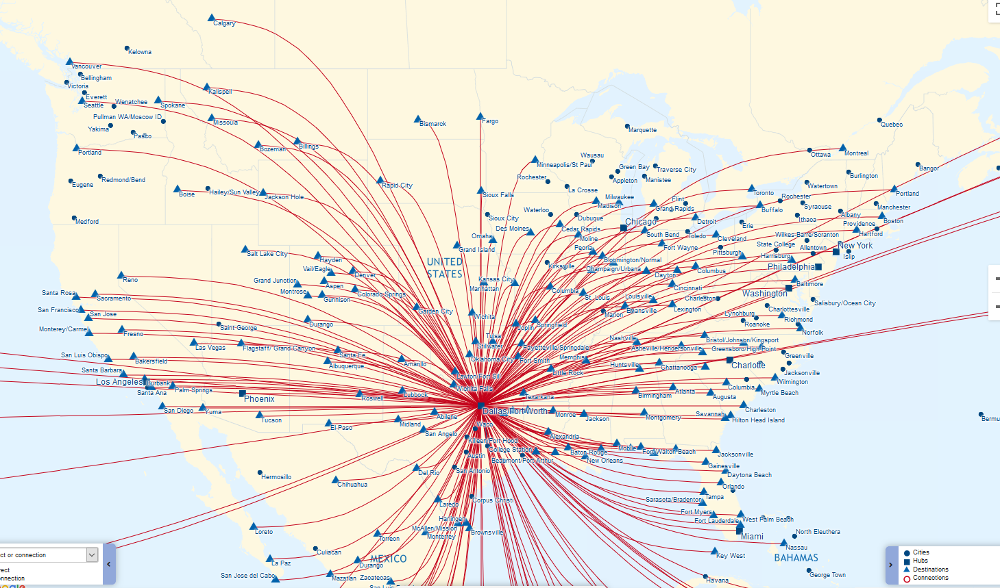 Calgary
Kelowna
Vancouver
Bellingham
Victoria
Kalispell
Everett
Seattle
Wenatchee
Spokane
Pullman WA/Moscow ID
Missoula
Bismarck
Fargo
Quebec
Yakima
Pasco
Marquette
Portland
Bozeman
Billings
Ottawa
Montreal
Wausau
Minneapolis/St Paul
Green Bay
Traverse City
Bangor
Eugene
Redmond/Bend
Rapid City
Rochester
Appleton
Manistee
Burlington
Boise
Hailey/Sun Valley
Jackson Hole
Sioux Falls
La Crosse
Watertown
Toronto
Portland
Milwaukee
Madison
Flint
Grand Rapids
Rochester
Buffalo
Syracuse
Manchester
Medford
Sioux City
Waterloo
Dubuque
Chicago
Detroit
Erie
Ithaca
Albany
Boston
Des Moines
Cedar Rapids
Providence
Omaha
Moline
South Bend
Toledo
Cleveland
Wilkes-Barre/Scranton
Hartford
Salt Lake City
Grand Island
Peoria
Fort Wayne
Pittsburgh
State College
Allentown
New York
Hayden
UNITED
STATES
Kirksville
Bloomington/Normal
Harrisburg
Islip
Vail/Eagle
Denver
Champaign/Urbana
Dayton
Columbus
Philadelphia
Reno
Grand Junction
Aspen
Kansas City
Manhattan
Cincinnati
Baltimore
Santa Rosa
Sacramento
Montrose
Gunnison
Colorado Springs
Columbia
St. Louis
Louisville
Charleston
Washington
Salisbury/Ocean City
San Francisco
San Jose
Garden City
Wichita
Marion
Evansville
Lexington
Charlottesville
Lynchburg
Richmond
Monterey/Carmel
Fresno
Saint George
Durango
Joplin
Springfield
Roanoke
Norfolk
Las Vegas
Flagstaff/ Grand Canyon
Tulsa
Stillwater
Nashville
Bristol/Johnson/Kingsport
San Luis Obispo
Bakersfield
Santa Fe
Albuquerque
Amarillo
Oklahoma City
Fayetteville/Springdale
Fort Smith
Memphis
Asheville/Hendersonville
Greensboro/High Point
Greenville
Santa Barbara
Lawton/Fort Sill
Little Rock
Huntsville
Chattanooga
Charlotte
Jacksonville
Los Angeles
Burbank
Santa Ana
Palm-Springs
Phoenix
Roswell
Lubbock
Wichita Falls
Texarkana
Birmingham
Atlanta
Columbia
Wilmington
Augusta
Myrtle Beach
San Diego
Yuma
Tucson
El Paso
Midland
Abilene
Dallas/Fort Worth
Monroe
Jackson
Montgomery
Savannah
Charleston
Hilton Head Island
Bermu
San Angelo
Waco
Killeen/Fort Hood
Alexandria
College Station
Austin
Beaumont/Port Arthur
Baton Rouge
New Orleans
Mobile
Fort Walton Beach
Jacksonville
Gainesville
Hermosillo
Chihuahua
Del Rio
San Antonio
Daytona Beach
Orlando
Laredo
Corpus Christi
Sarasota/Bradenton
Tampa
Loreto
Torreon
Harlingen
McAllen/Mission
Monterrey
Brownsville
Fort Myers
Fort Lauderdale
West Palm Beach
Miami
North Eleuthera
Culiacan
Nassau
La Paz
Durango
MEXICO
Key West
BAHAMAS
San Jose del Cabo
Mazatlan
Zacatecas
Havana
George Town
ct or connection
rect
nnection
Cities
Hubs
Destinations
Connections